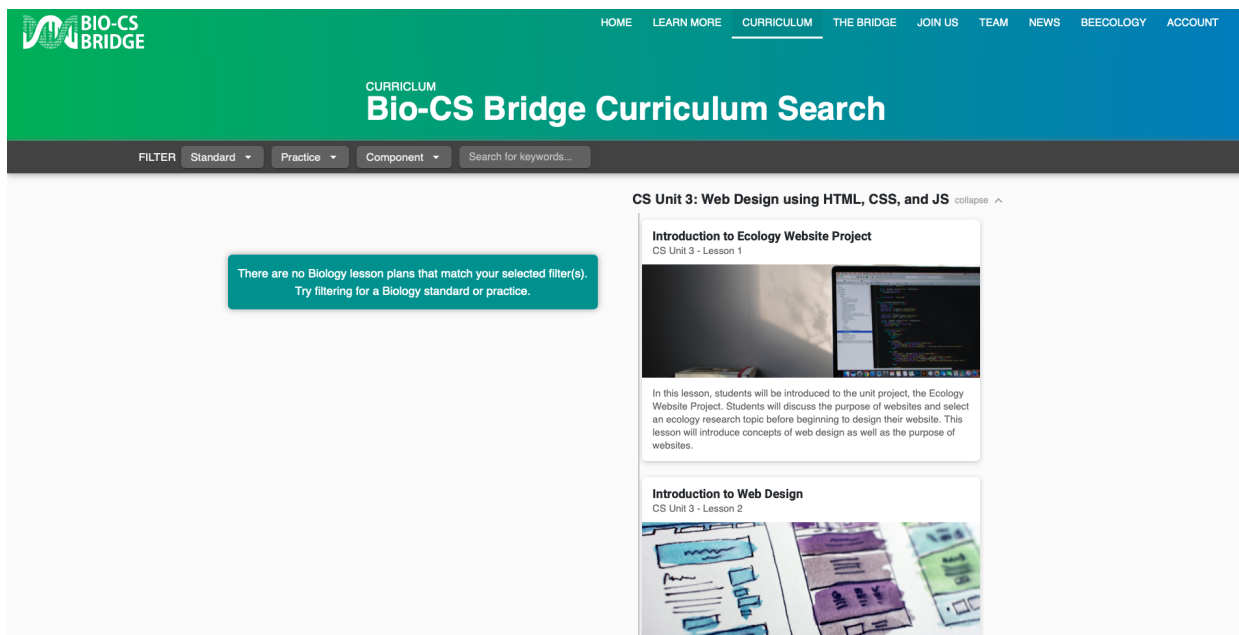 BIO-CS
BRIDGE
HOME LEARN MORE CURRICULUM THE BRIDGE JOIN US TEAM NEWS BEECOLOGY ACCOUNT
CURRICLUM
Bio-CS Bridge Curriculum Search
FILTER Standard Practice Component Search for keywords...
There are no Biology lesson plans that match your selected filter(s).
Try filtering for a Biology standard or practice.
CS Unit 3: Web Design using HTML, CSS, and JS collapse
Introduction to Ecology Website Project
CS Unit 3 - Lesson 1
In this lesson, students will be introduced to the unit project, the Ecology
Website Project. Students will discuss the purpose of websites and select
an ecology research topic before beginning to design their website. This
lesson will introduce concepts of web design as well as the purpose of
websites.
Introduction to Web Design
CS Unit 3 - Lesson 2